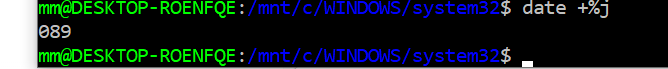 mm@DESKTOP-ROENFQE:/mnt/c/WINDOWS/system32$ date +%j
089
mm@DESKTOP-ROENFQE:/mnt/c/WINDOWS/system32$